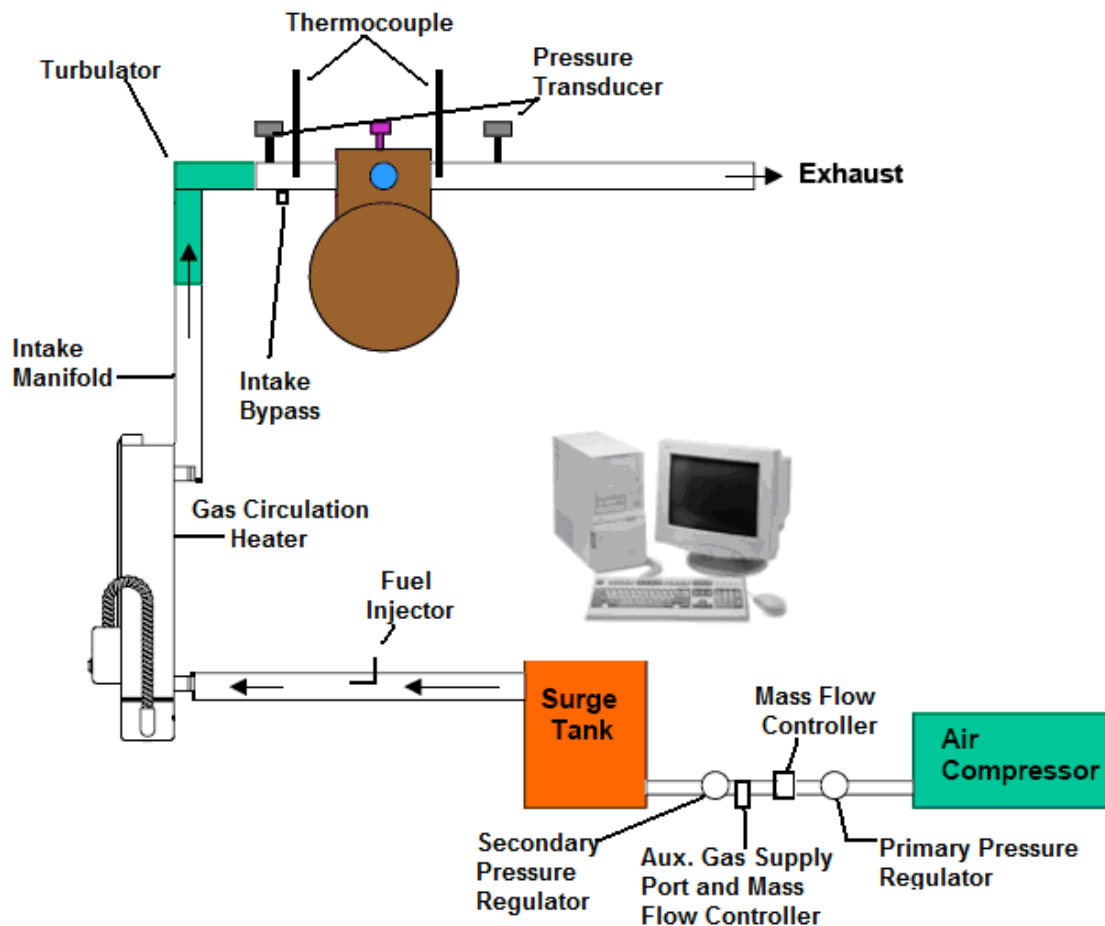 Thermocouple
Pressure
Transducer
Turbulator
Exhaust
Intake
Manifold
Intake
Bypass
Gas Circulation
Heater
Fuel
Injector
Surge
Tank
Mass Flow
Controller
Air
Compressor
Secondary
Pressure
Regulator
Aux. Gas Supply
Port and Mass
Flow Controller
Primary Pressure
Regulator